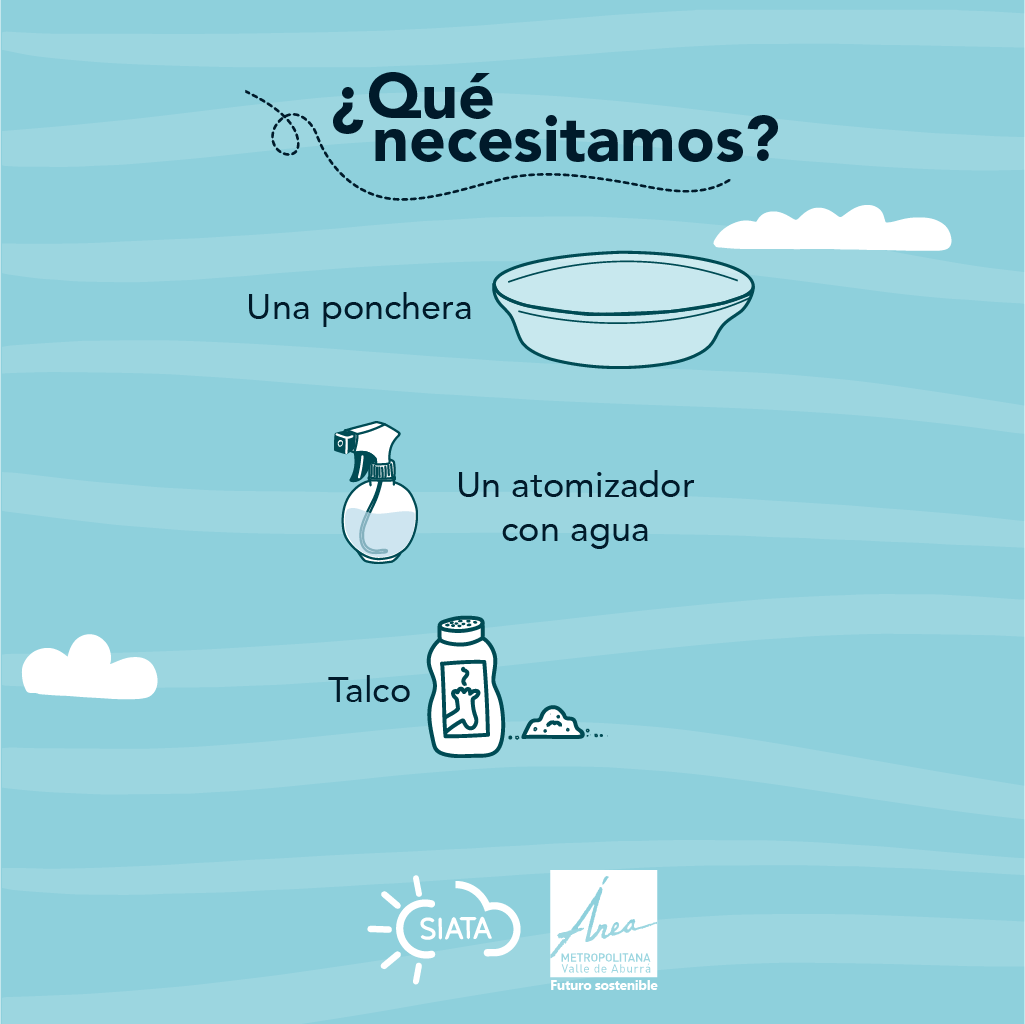 ¿Qué
necesitamos?
Una ponchera
Un atomizador
con agua
Talco
SIATA
Área
METROPOLITANA
Valle de Aburrá
Futuro sostenible